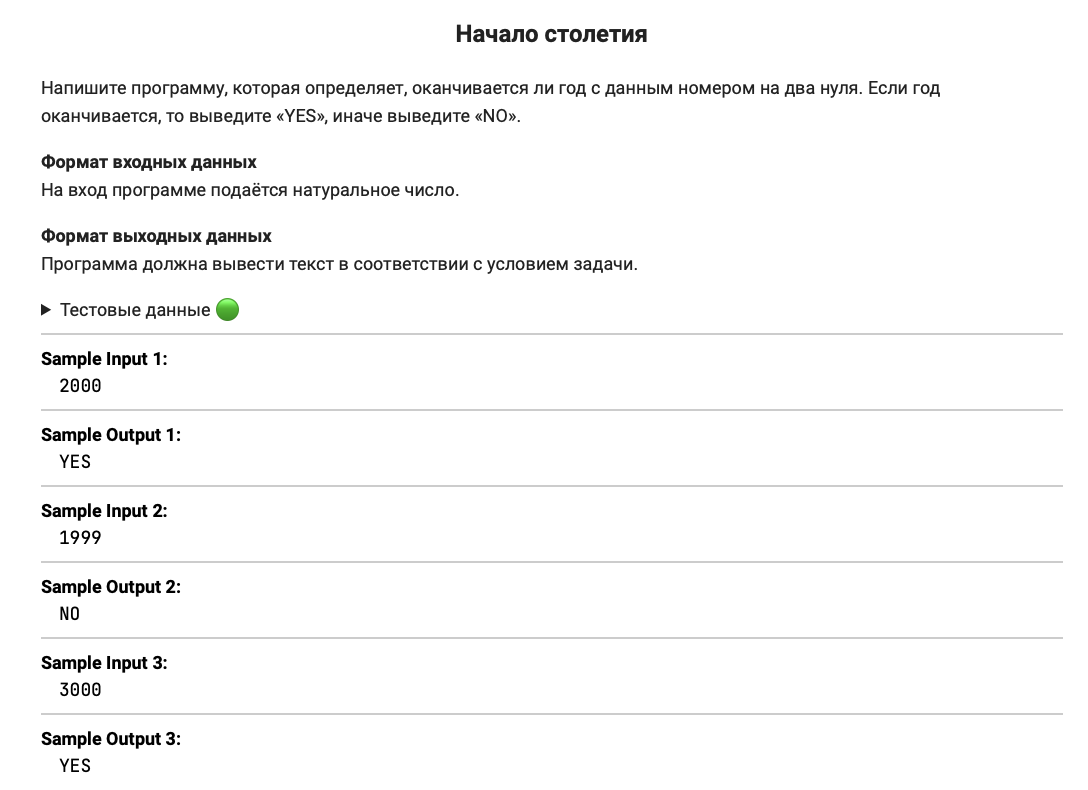 Начало столетия
Напишите программу, которая определяет, оканчивается ли год с данным номером на два нуля. Если год
оканчивается, то выведите «YES», иначе выведите «NO».
Формат входных данных
На вход программе подаётся натуральное число.
Формат выходных данных
Программа должна вывести текст в соответствии с условием задачи.
Тестовые данные
Sample Input 1:
2000
Sample Output 1:
YES
Sample Input 2:
1999
Sample Output 2:
NO
Sample Input 3:
3000
Sample Output 3:
YES